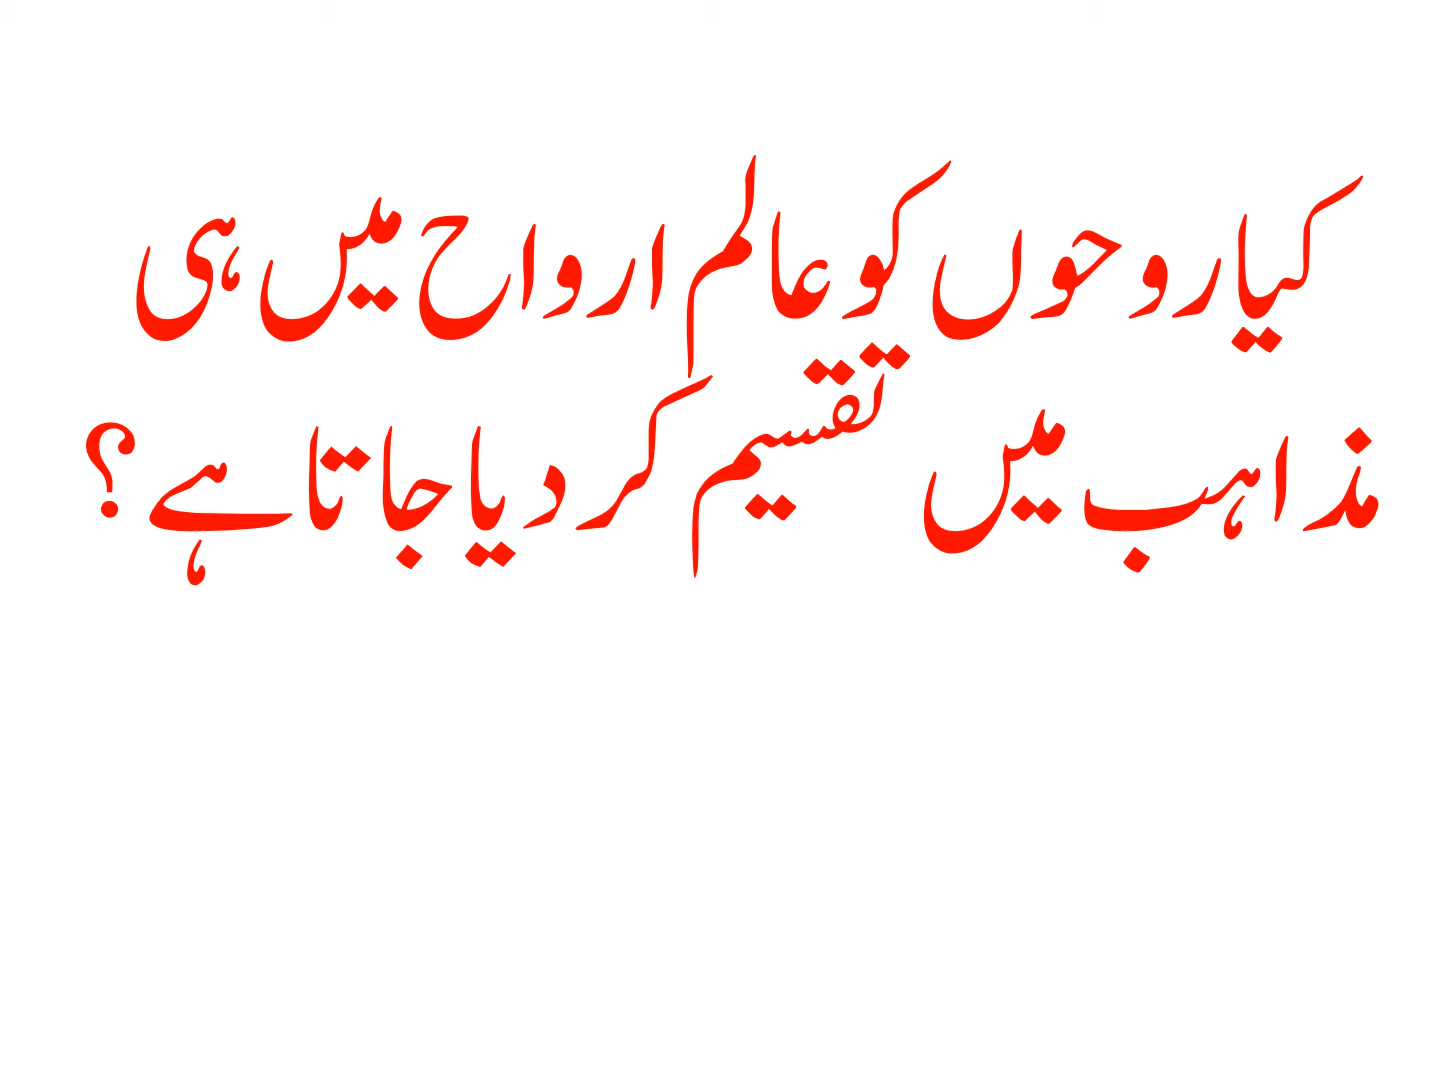 کیا روحوں کو عالم ارواح میں ہی
مذاہب میں تقسیم کر دیا جاتا ہے ؟